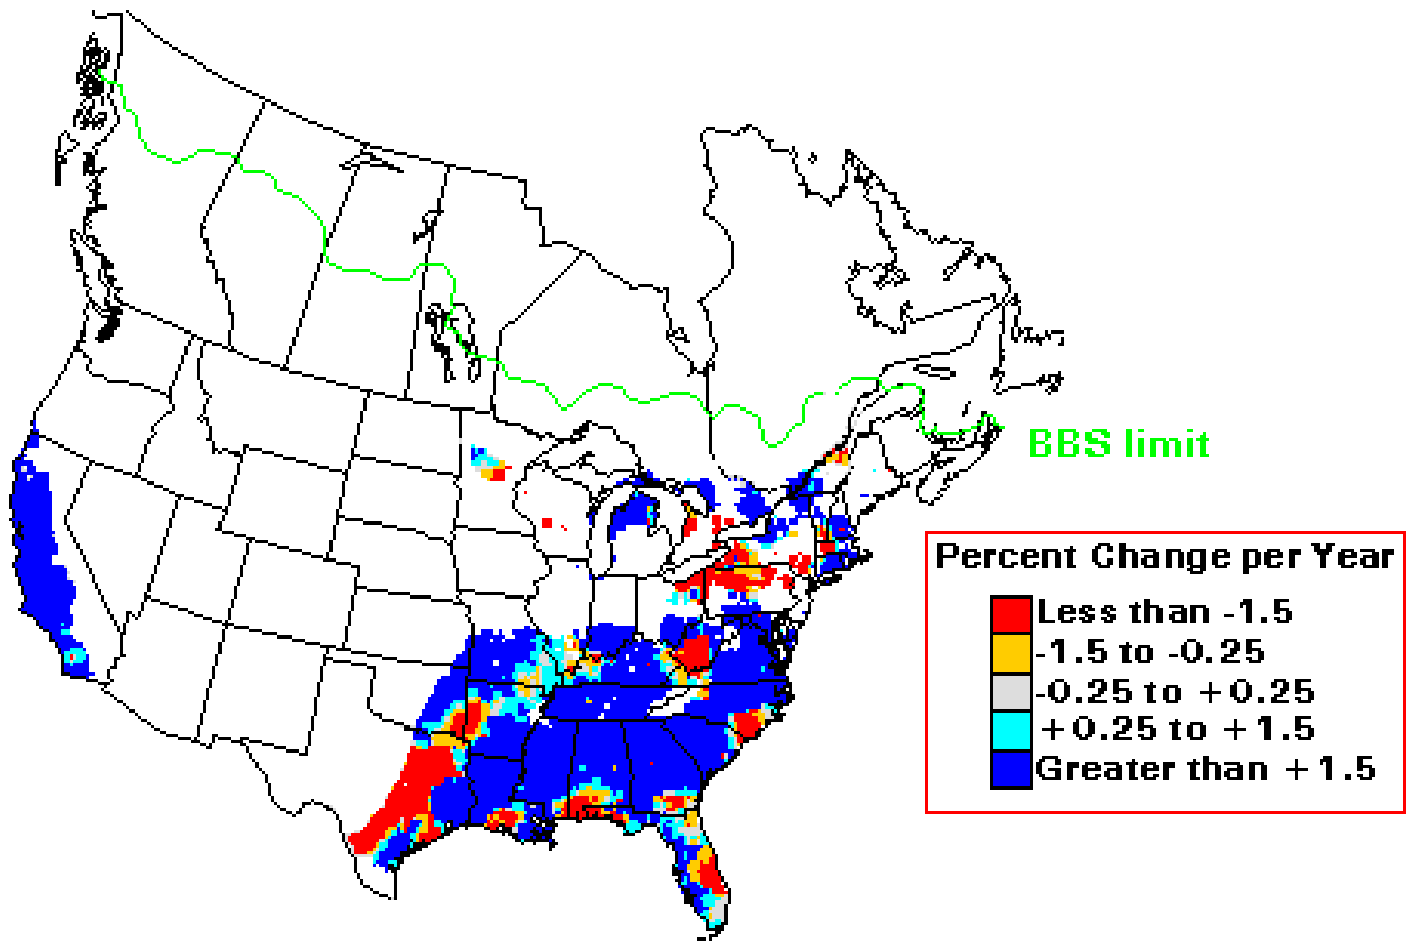 BBS limit
Percent Change per Year
Less than -1.5
-1.5 to -0.25
-0.25 to +0.25
+0.25 to +1.5
Greater than +1.5